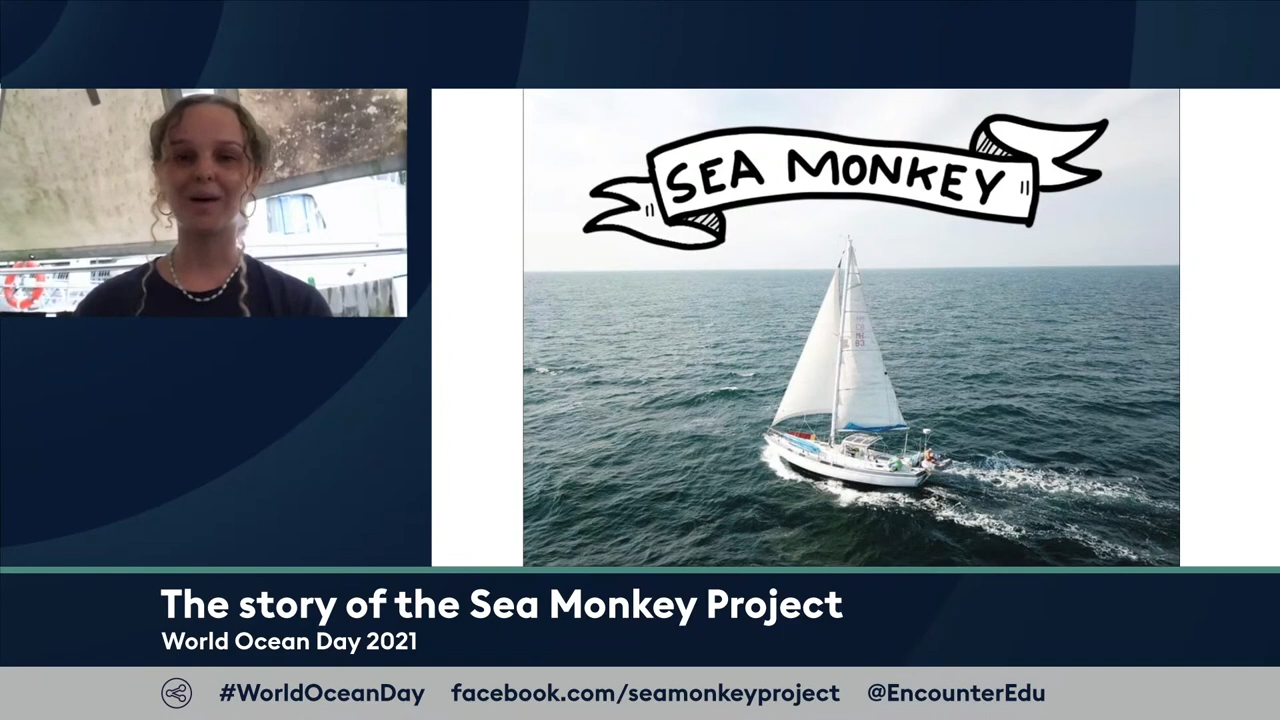 SEA MONKEY
The story of the Sea Monkey Project
World Ocean Day 2021
#WorldOceanDay facebook.com/seamonkeyproject @EncounterEdu